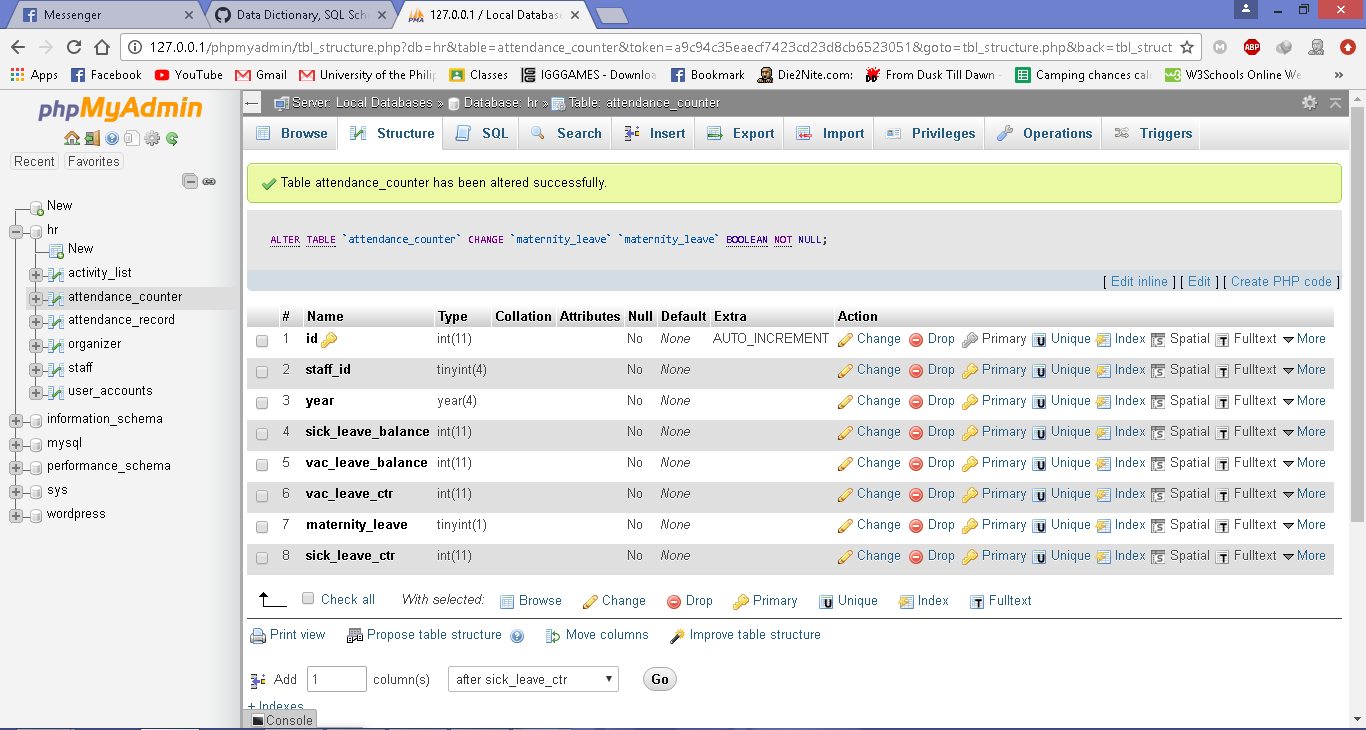 Messenger
Data Dictionary, SQL Sch
127.0.0.1 / Local Databas
127.0.0.1/phpmyadmin/tbl_structure.php?db=hr&table=attendance_counter&token=a9c94c35eaecf7423cd23d8cb6523051&goto=tbl_structure.php&back=tbl_struct
Apps Facebook YouTube Gmail University of the Philip Classes IGGGAMES - Downloa Bookmark Die2Nite.com: From Dusk Till Dawn Camping chances cal W3Schools Online We »
phpMyAdmin
Recent Favorites
New
hr
New
activity_list
attendance_counter
attendance_record
organizer
staff
user_accounts
information_schema
mysql
performance_schema
sys
wordpress
Server: Local Databases » Database: hr » Table: attendance_counter
Browse Structure SQL Search Insert Export Import Privileges Operations Triggers
Table attendance_counter has been altered successfully.
ALTER TABLE `attendance_counter` CHANGE `maternity_leave` `maternity_leave` BOOLEAN NOT NULL;
[ Edit inline ] [ Edit ] [ Create PHP code ]
# Name Type Collation Attributes Null Default Extra Action
1 id int(11) No None AUTO_INCREMENT Change Drop Primary Unique Index Spatial Fulltext More
2 staff_id tinyint(4) No None Change Drop Primary Unique Index Spatial Fulltext More
3 year year(4) No None Change Drop Primary Unique Index Spatial Fulltext More
4 sick_leave_balance int(11) No None Change Drop Primary Unique Index Spatial Fulltext More
5 vac_leave_balance int(11) No None Change Drop Primary Unique Index Spatial Fulltext More
6 vac_leave_ctr int(11) No None Change Drop Primary Unique Index Spatial Fulltext More
7 maternity_leave tinyint(1) No None Change Drop Primary Unique Index Spatial Fulltext More
8 sick_leave_ctr int(11) No None Change Drop Primary Unique Index Spatial Fulltext More
Check all With selected: Browse Change Drop Primary Unique Index Fulltext
Print view Propose table structure Move columns Improve table structure
Add 1 column(s) after sick_leave_ctr Go
+ Indexes
Console